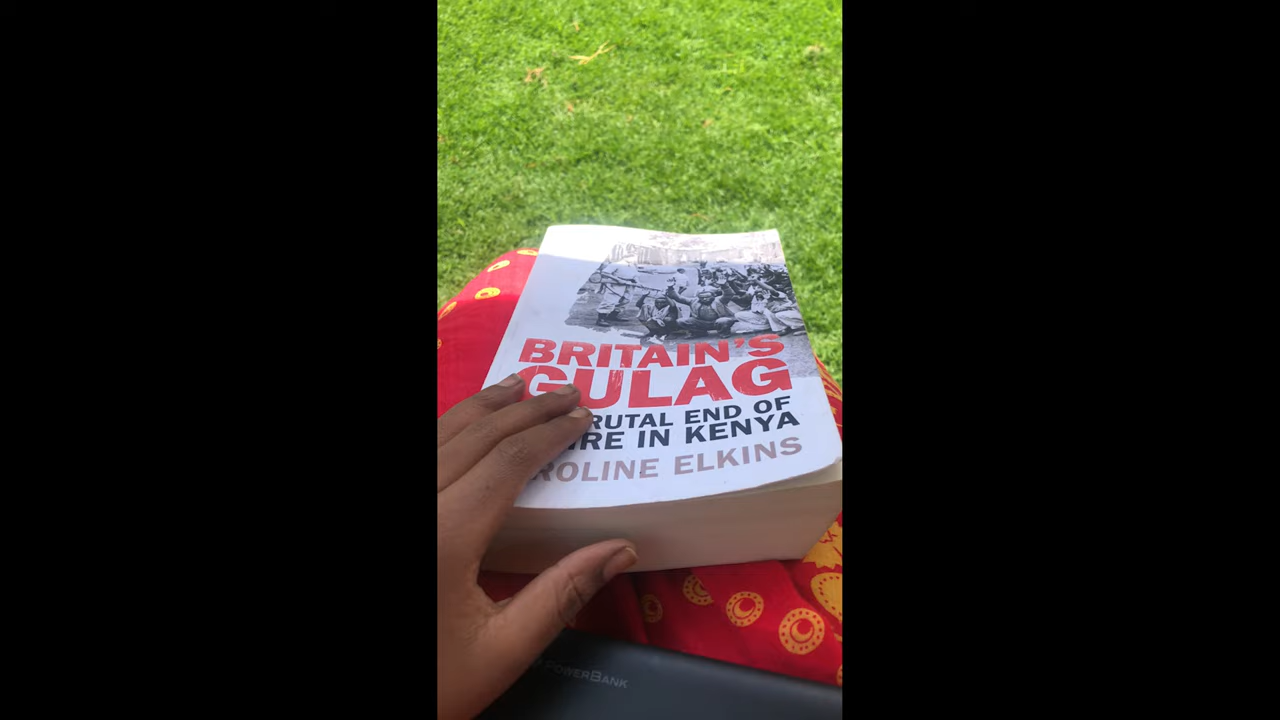 BRITAIN'S
GULAG
RUTAL END OF
IRE IN KENYA
ROLINE ELKINS
POWERBANK